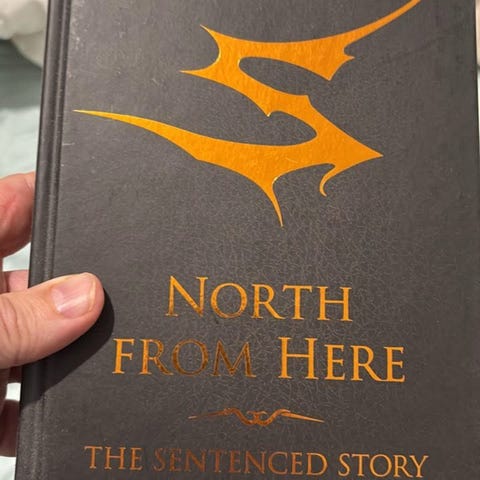 NORTH
FROM HERE
THE SENTENCED STORY